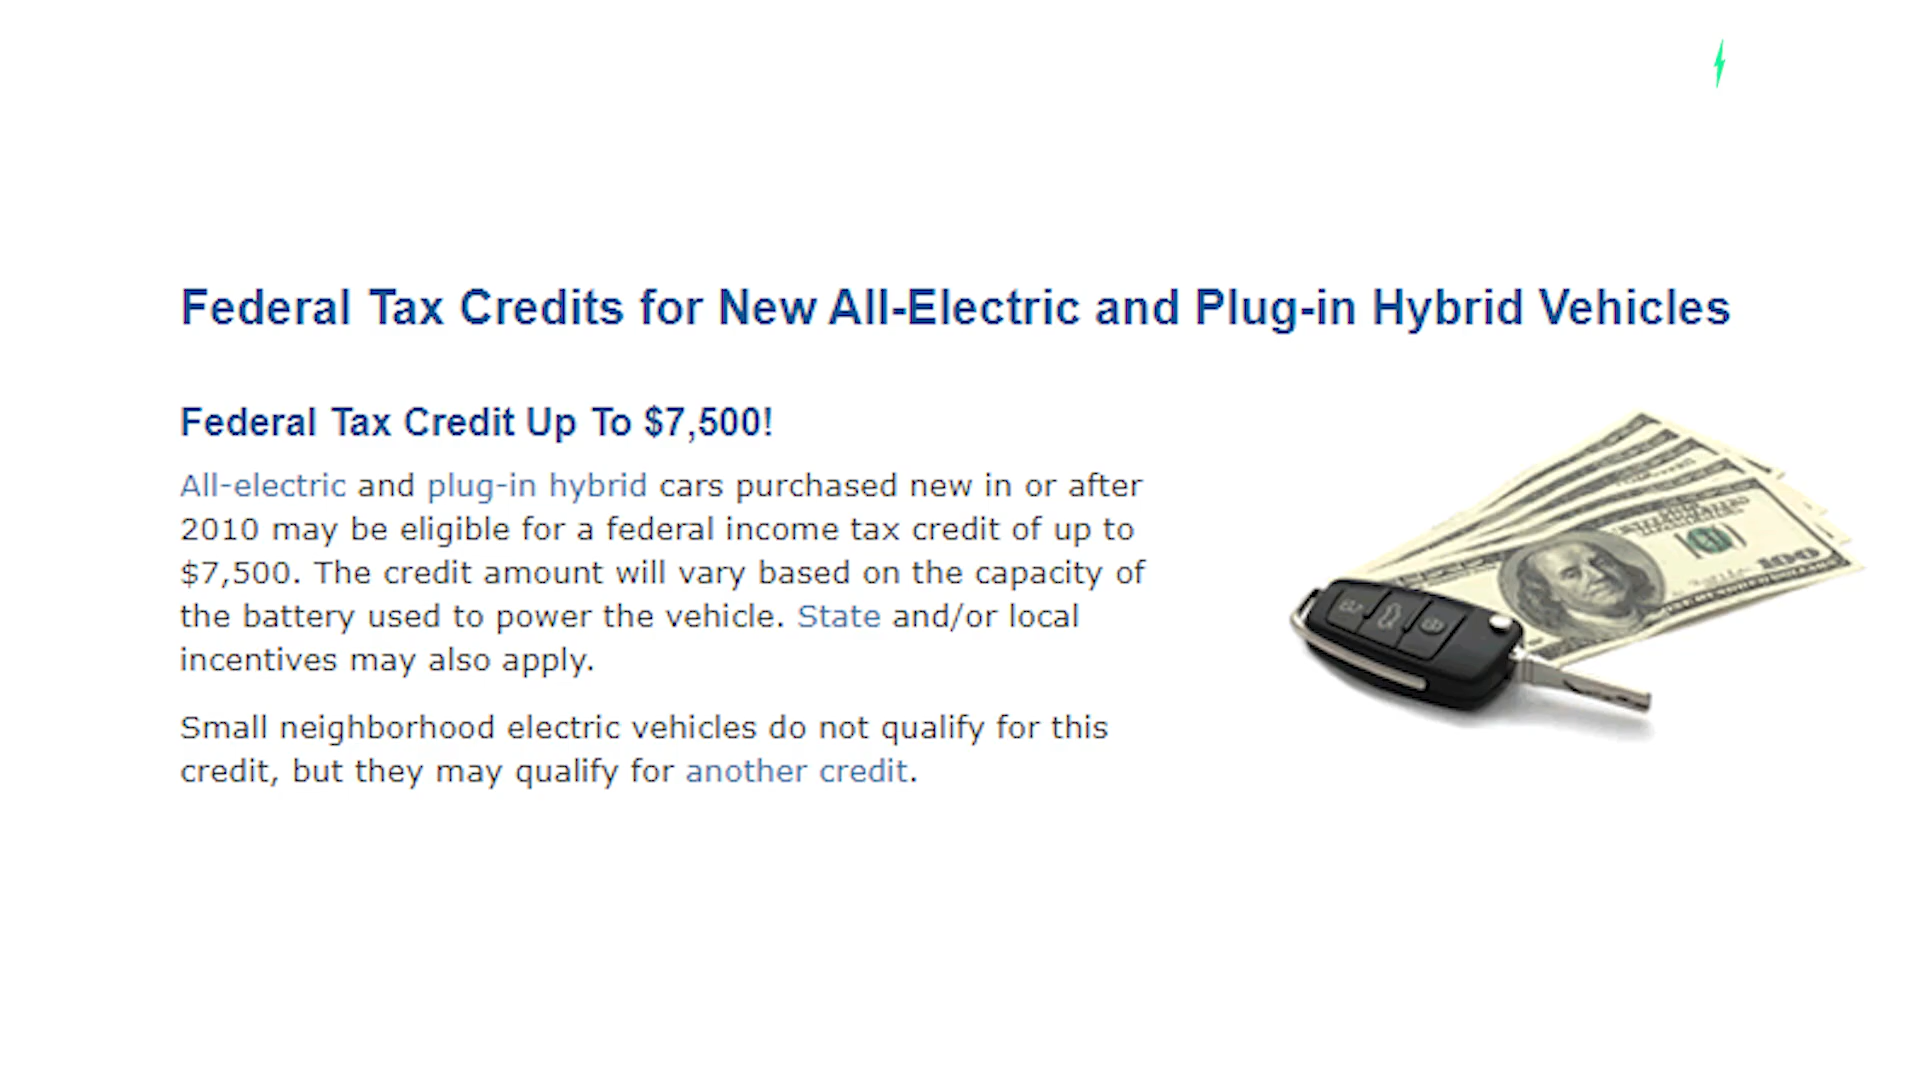 Federal Tax Credits for New All-Electric and Plug-in Hybrid Vehicles
Federal Tax Credit Up To $7,500!
All-electric and plug-in hybrid cars purchased new in or after
2010 may be eligible for a federal income tax credit of up to
$7,500. The credit amount will vary based on the capacity of
the battery used to power the vehicle. State and/or local
incentives may also apply.
Small neighborhood electric vehicles do not qualify for this
credit, but they may qualify for another credit.
100